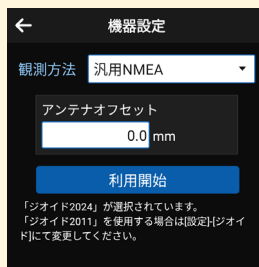 機器設定
観測方法 汎用NMEA
アンテナオフセット
0.0 mm
利用開始
「ジオイド2024」が選択されています。
「ジオイド2011」を使用する場合は[設定]-[ジオイ
ド]にて変更してください。